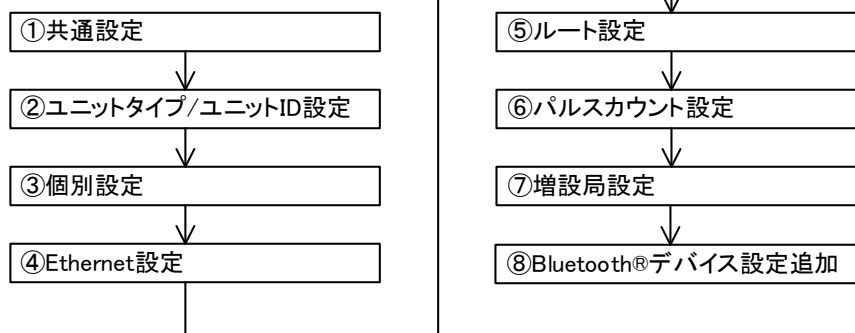 ①共通設定
②ユニットタイプ/ユニットID設定
③個別設定
④Ethernet設定
⑤ルート設定
⑥パルスカウント設定
⑦増設局設定
⑧Bluetooth®デバイス設定追加